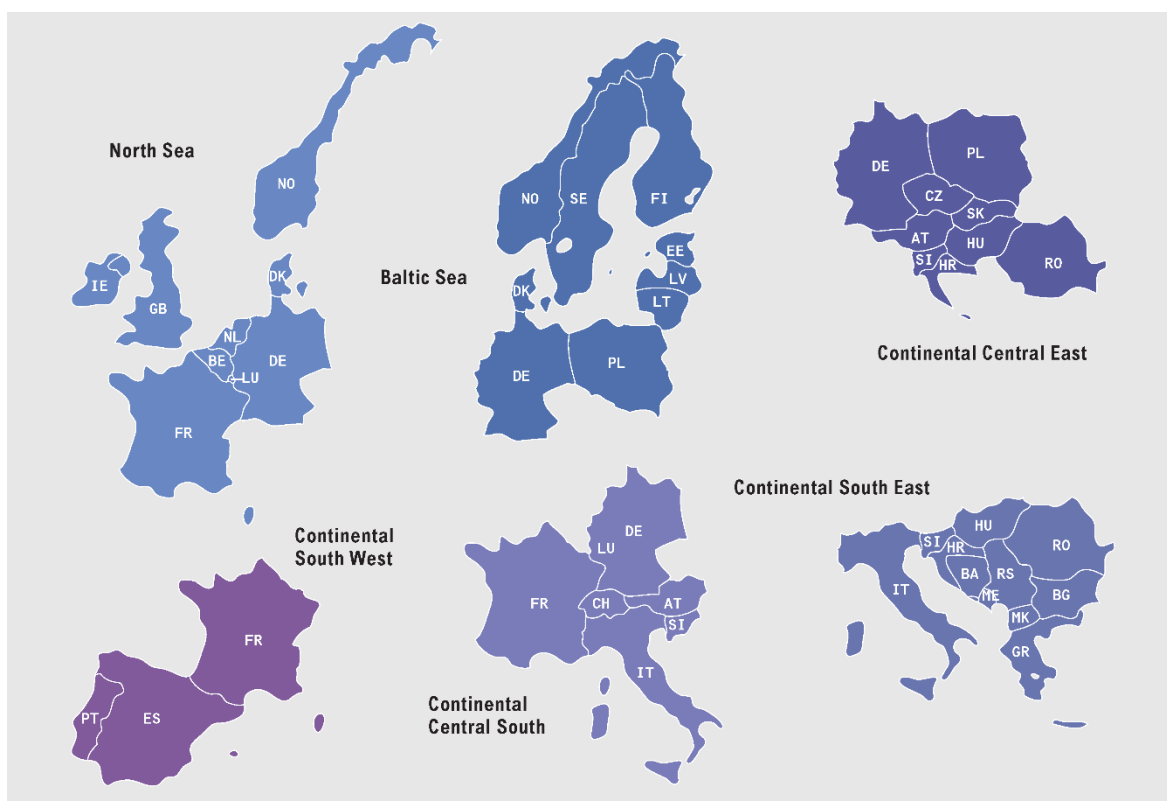 North Sea
NO
IE
GB
DK
NL
BE
DE
LU
FR
Baltic Sea
NO
SE
FI
EE
LV
LT
DK
DE
PL
DE
PL
CZ
SK
AT
HU
SI
HR
RO
Continental Central East
Continental
South West
FR
PT
ES
DE
LU
FR
CH
AT
SI
IT
Continental
Central South
Continental South East
HU
SI
HR
RO
BA
RS
IT
ME
BG
MK
GR